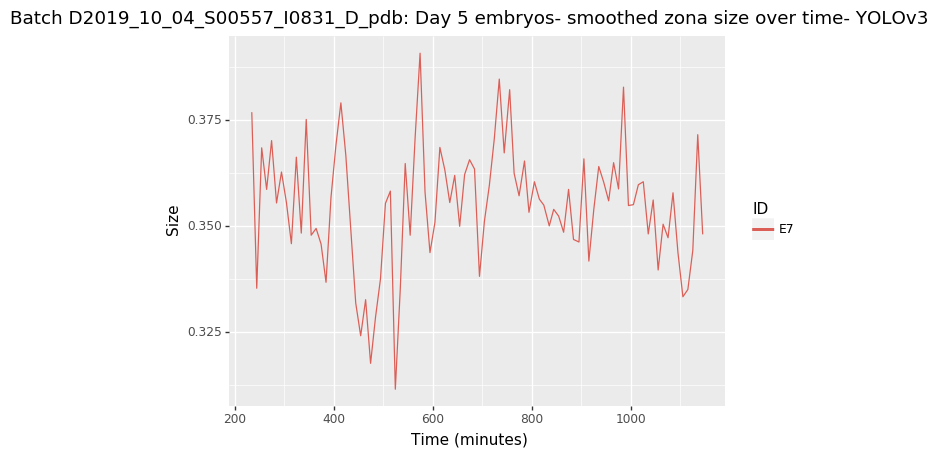 Batch D2019_10_04_S00557_I0831_D_pdb: Day 5 embryos- smoothed zona size over time- YOLOv3
0.375
0.350
0.325
Size
200 400 600 800 1000
Time (minutes)
ID
E7